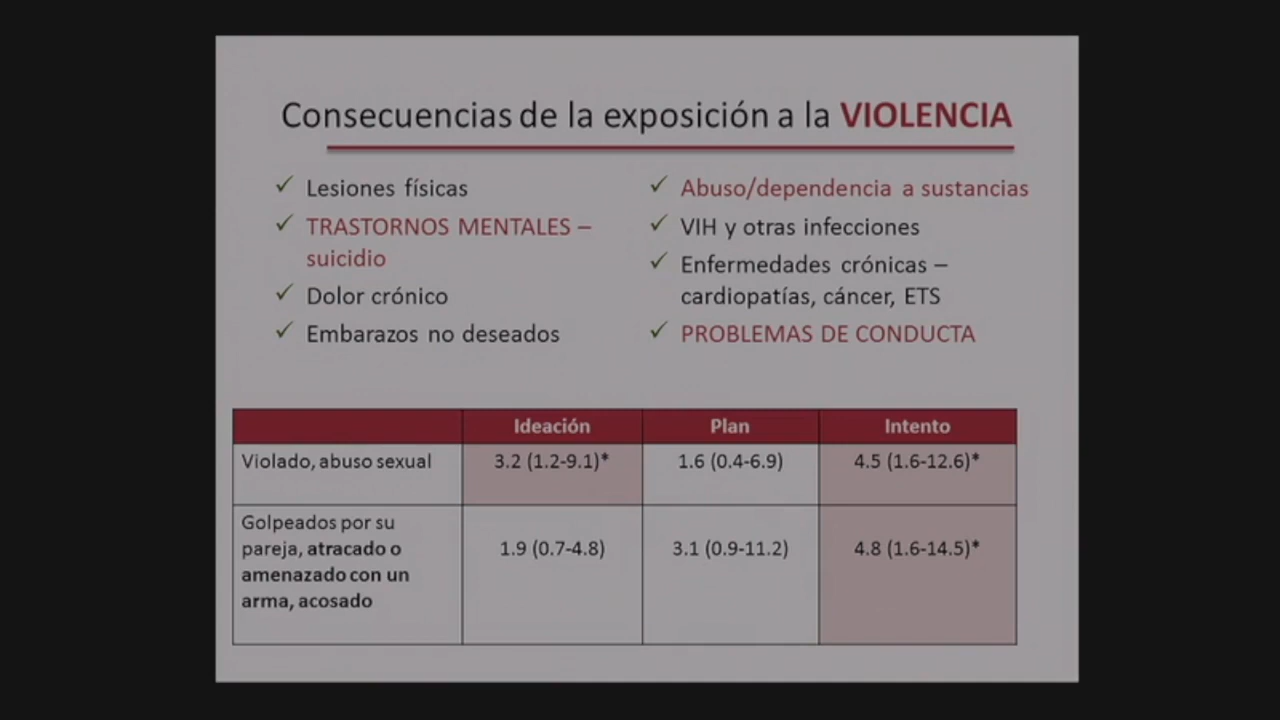 Consecuencias de la exposición a la VIOLENCIA
✓ Lesiones físicas
✓ TRASTORNOS MENTALES –
suicidio
✓ Dolor crónico
✓ Embarazos no deseados
✓ Abuso/dependencia a sustancias
✓ VIH y otras infecciones
✓ Enfermedades crónicas –
cardiopatías, cáncer, ETS
✓ PROBLEMAS DE CONDUCTA
Ideación Plan Intento
Violado, abuso sexual 3.2 (1.2-9.1)* 1.6 (0.4-6.9) 4.5 (1.6-12.6)*
Golpeados por su
pareja, atracado o 1.9 (0.7-4.8) 3.1 (0.9-11.2) 4.8 (1.6-14.5)*
amenazado con un
arma, acosado